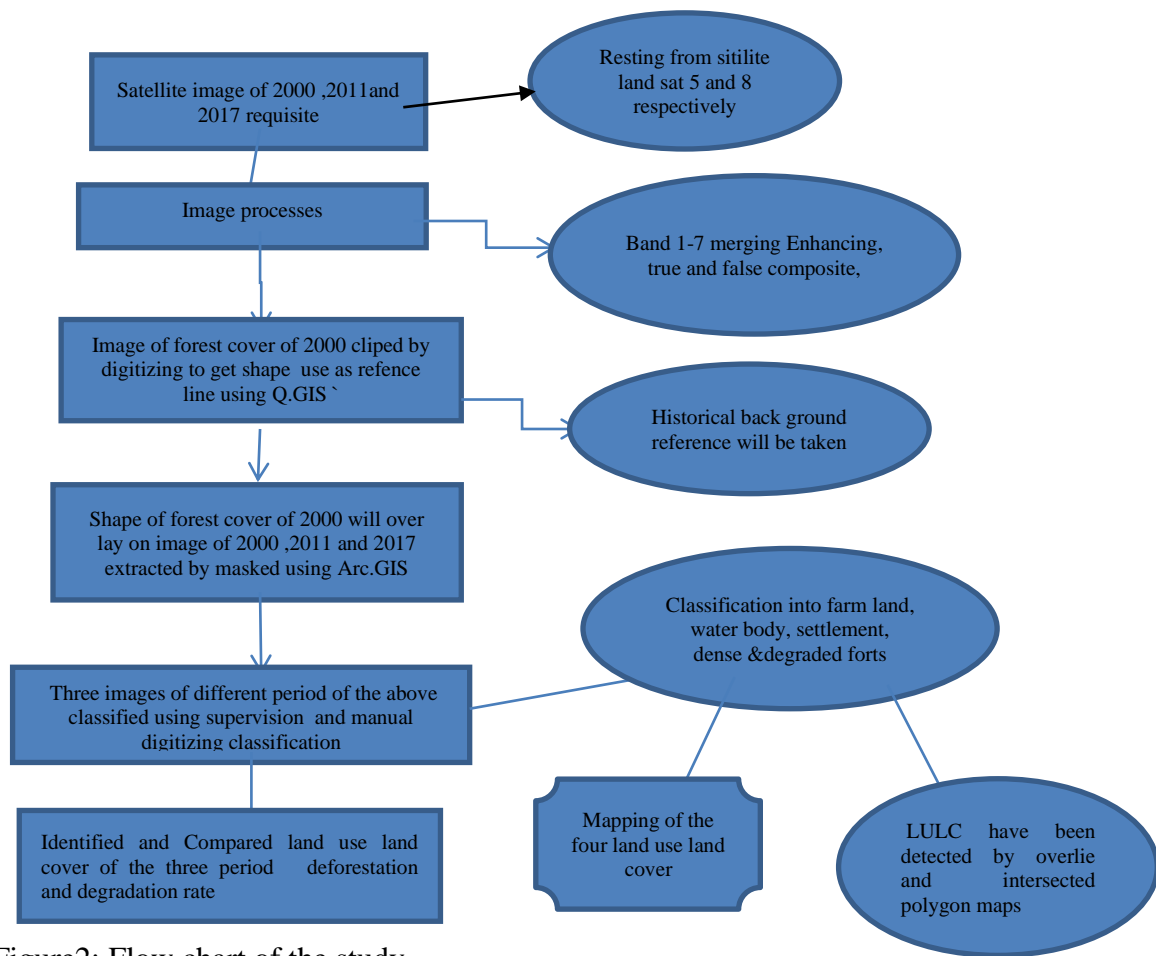 Satellite image of 2000 ,2011and
2017 requisite
Resting from sitilite
land sat 5 and 8
respectively
Image processes
Band 1-7 merging Enhancing,
true and false composite,
Image of forest cover of 2000 cliped by
digitizing to get shape use as refence
line using Q.GIS `
Historical back ground
reference will be taken
Shape of forest cover of 2000 will over
lay on image of 2000 ,2011 and 2017
extracted by masked using Arc.GIS
Classification into farm land,
water body, settlement,
dense &degraded forts
Three images of different period of the above
classified using supervision and manual
digitizing classification
Mapping of the
four land use land
cover
LULC have been
detected by overlie
and intersected
polygon maps
Identified and Compared land use land
cover of the three period deforestation
and degradation rate
Figure2: Flow chart of the study